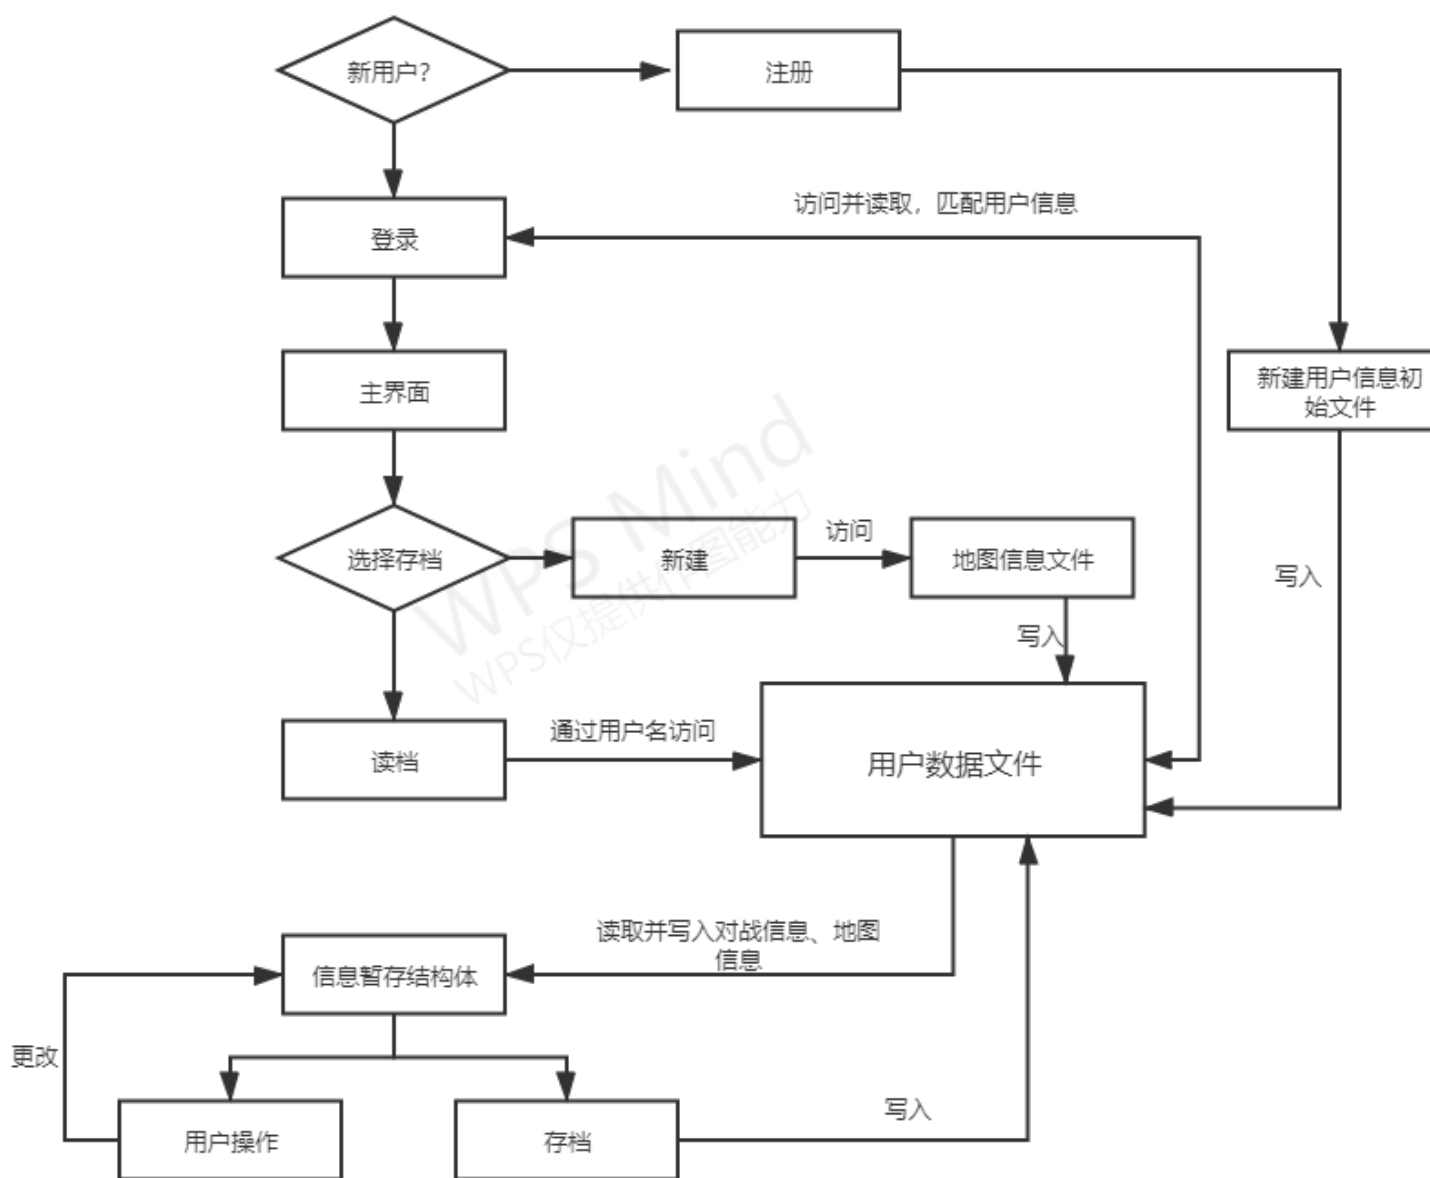 新用户？
注册
访问并读取，匹配用户信息
登录
主界面
新建用户信息初
始文件
选择存档
新建
访问
地图信息文件
写入
写入
WPS Mind
WPS仅提供作图能力
读档
通过用户名访问
用户数据文件
读取并写入对战信息、地图
信息
信息暂存结构体
更改
用户操作
存档
写入